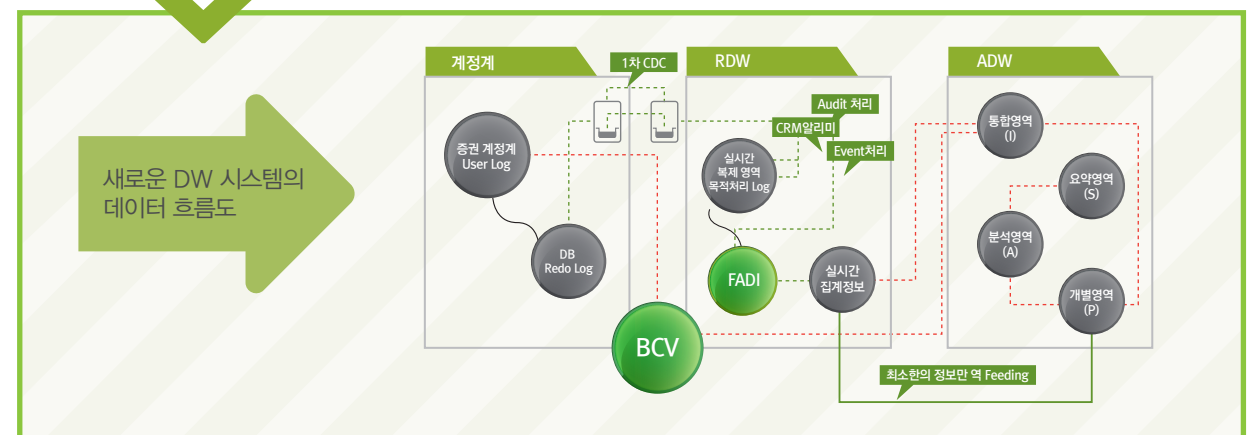 새로운 DW 시스템의
데이터 흐름도
계정계
1차 CDC
증권 계정계
User Log
DB
Redo Log
BCV
RDW
Audit 처리
CRM알리미
Event처리
실시간
복제 영역
목적처리 Log
FADI
실시간
집계정보
ADW
통합영역
(I)
요약영역
(S)
분석영역
(A)
개별영역
(P)
최소한의 정보만 역 Feeding